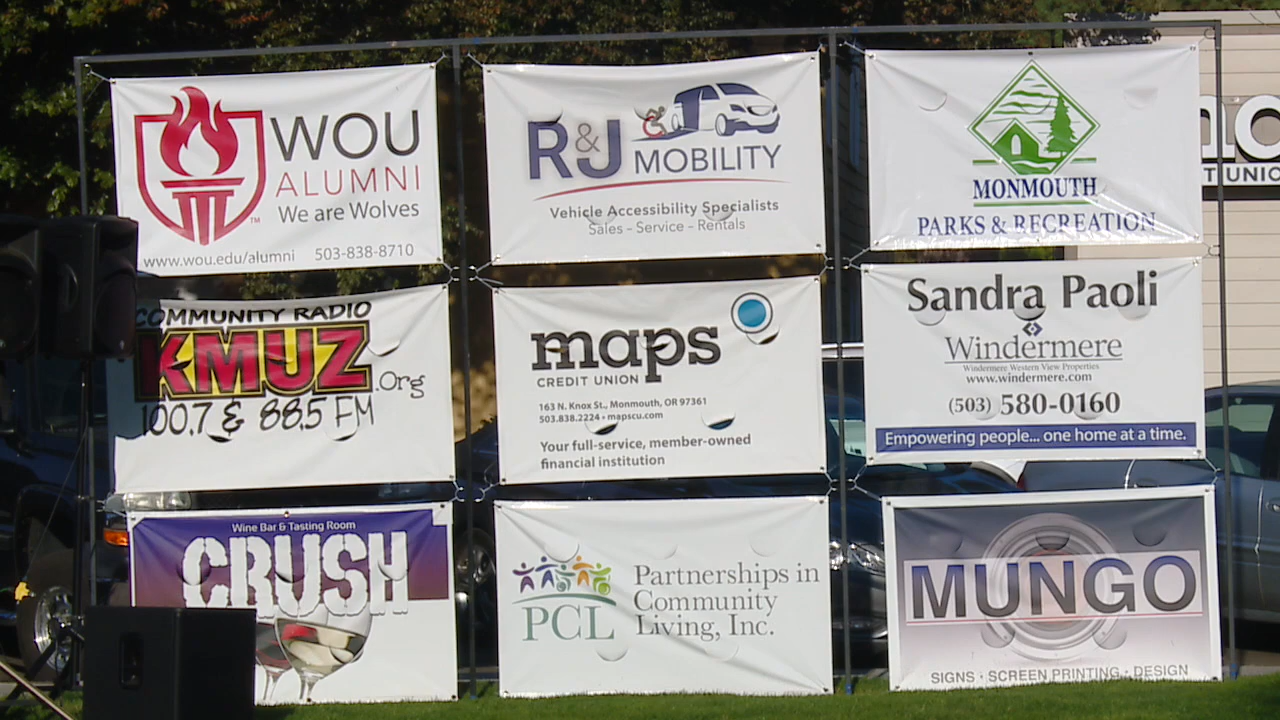 WOU
ALUMNI
We are Wolves
TM
www.wou.edu/alumni 503-838-8710
R&J MOBILITY
Vehicle Accessibility Specialists
Sales - Service - Rentals
MONMOUTH
PARKS & RECREATION
COMMUNITY RADIO
KMUZ.Org
100.7 & 88.5 FM
maps
CREDIT UNION
163 N. Knox St., Monmouth, OR 97361
503.838.2224 • mapscu.com
Your full-service, member-owned
financial institution
Sandra Paoli
Windermere
Windermere Western View Properties
www.windermere.com
(503) 580-0160
Empowering people... one home at a time.
Wine Bar & Tasting Room
CRUSH
PCL
Partnerships in
Community
Living, Inc.
MUNGO
SIGNS · SCREEN PRINTING · DESIGN